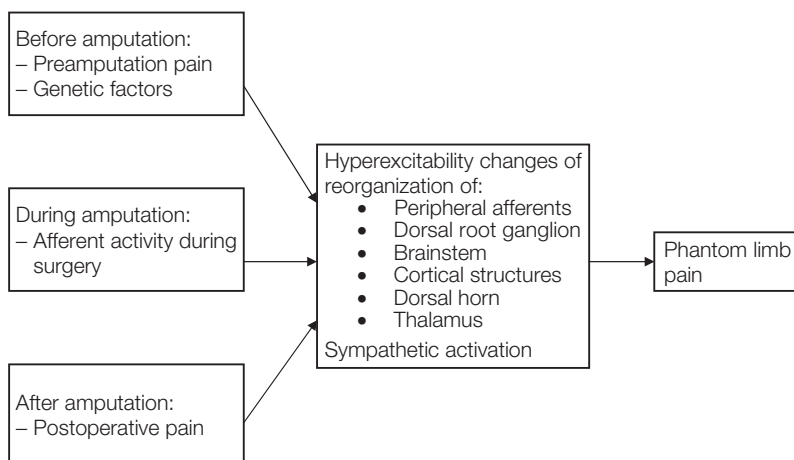 Before amputation:
– Preamputation pain
– Genetic factors
During amputation:
– Afferent activity during
surgery
After amputation:
– Postoperative pain
Hyperexcitability changes of
reorganization of:
• Peripheral afferents
• Dorsal root ganglion
• Brainstem
• Cortical structures
• Dorsal horn
• Thalamus
Sympathetic activation
Phantom limb
pain